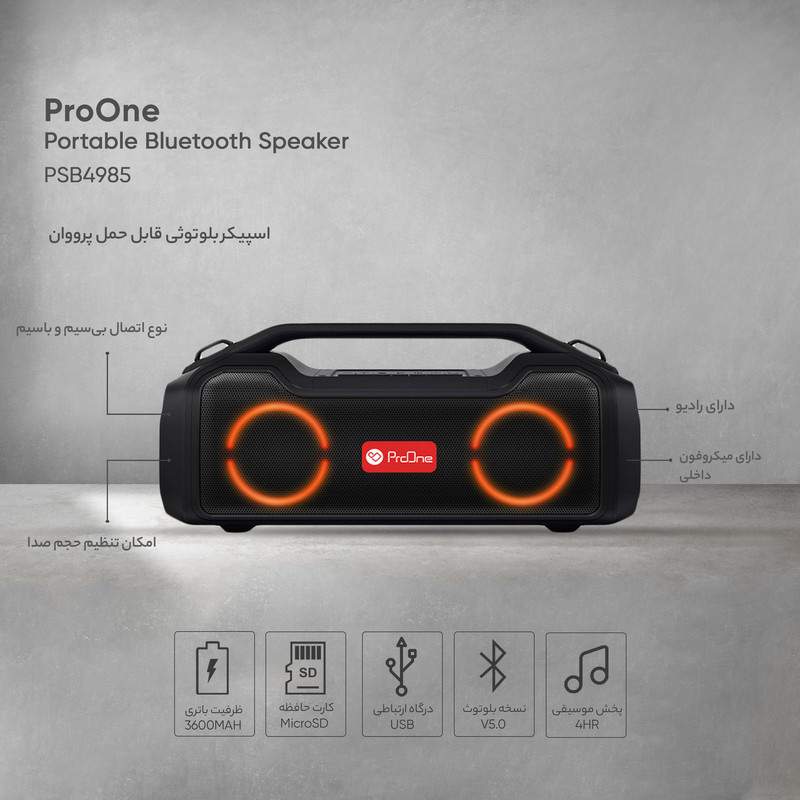 ProOne
Portable Bluetooth Speaker
PSB4985
اسپیکر بلوتوثی قابل حمل پرووان
نوع اتصال بی‌سیم و باسیم
دارای رادیو
دارای میکروفون
داخلی
امکان تنظیم حجم صدا
ProOne
SD
ظرفیت باتری
3600MAH
کارت حافظه
MicroSD
درگاه ارتباطی
USB
نسخه بلوتوث
V5.0
پخش موسیقی
4HR